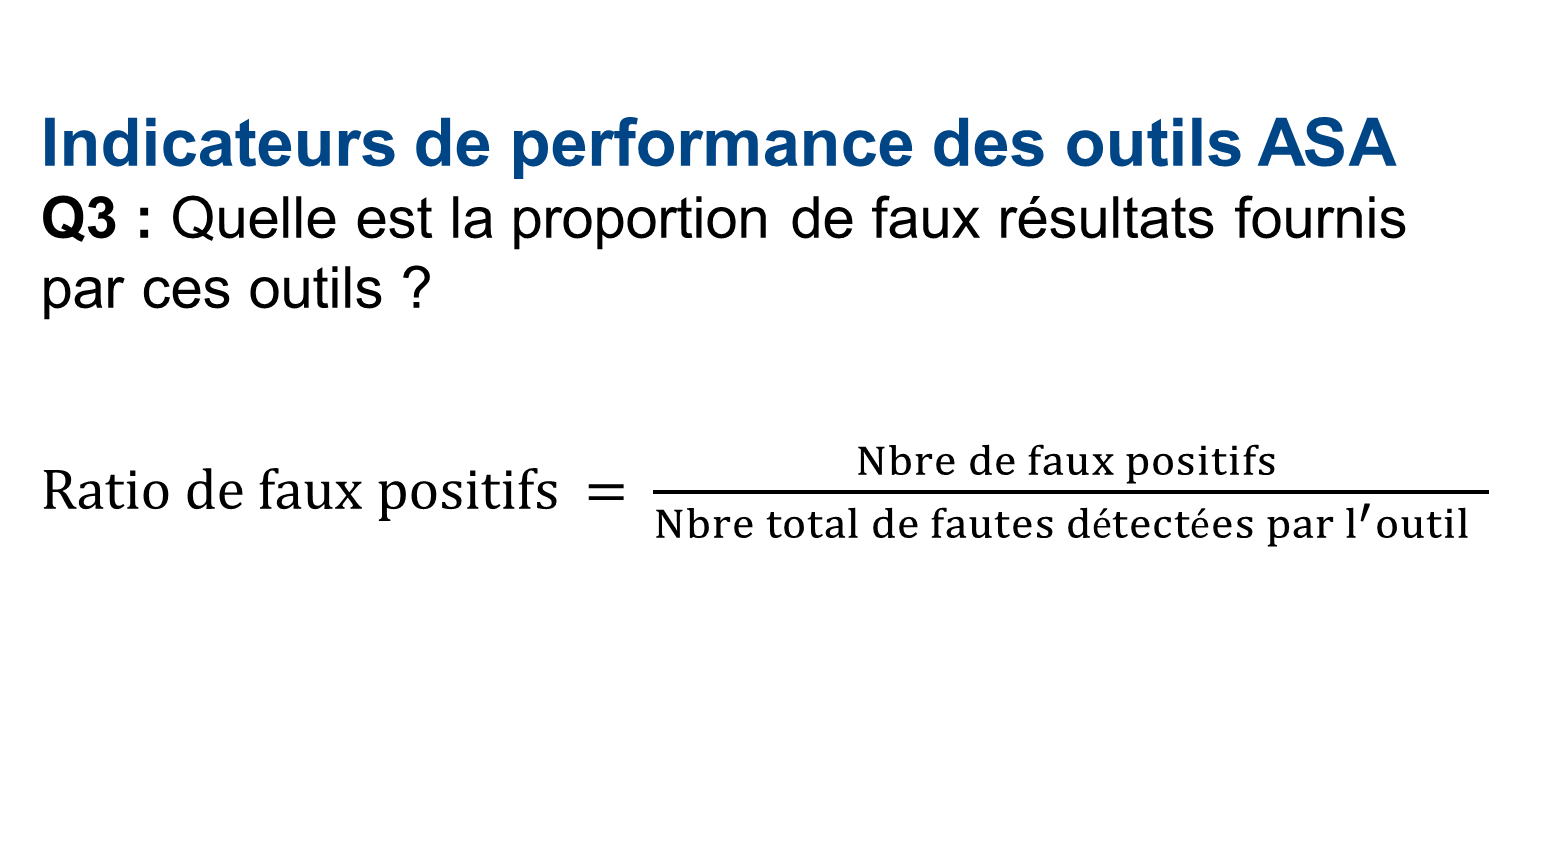 Indicateurs de performance des outils ASA
Q3 : Quelle est la proportion de faux résultats fournis
par ces outils ?
Ratio de faux positifs = Nbre de faux positifs / Nbre total de fautes détectées par l′outil